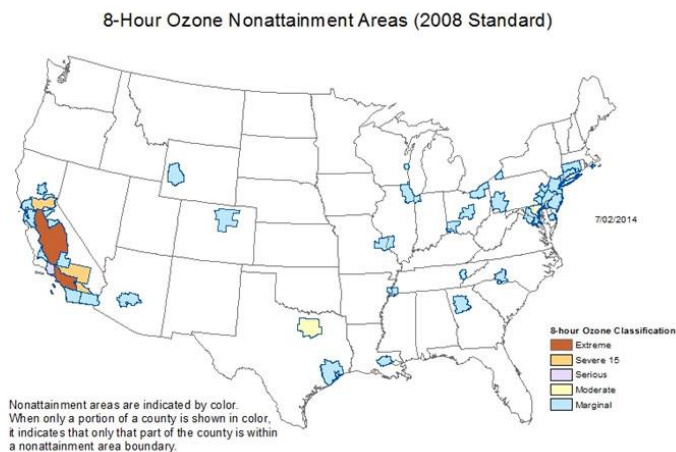 8-Hour Ozone Nonattainment Areas (2008 Standard)
7/02/2014
8-hour Ozone Classification
Extreme
Severe 15
Serious
Moderate
Marginal
Nonattainment areas are indicated by color.
When only a portion of a county is shown in color,
it indicates that only that part of the county is within
a nonattainment area boundary.